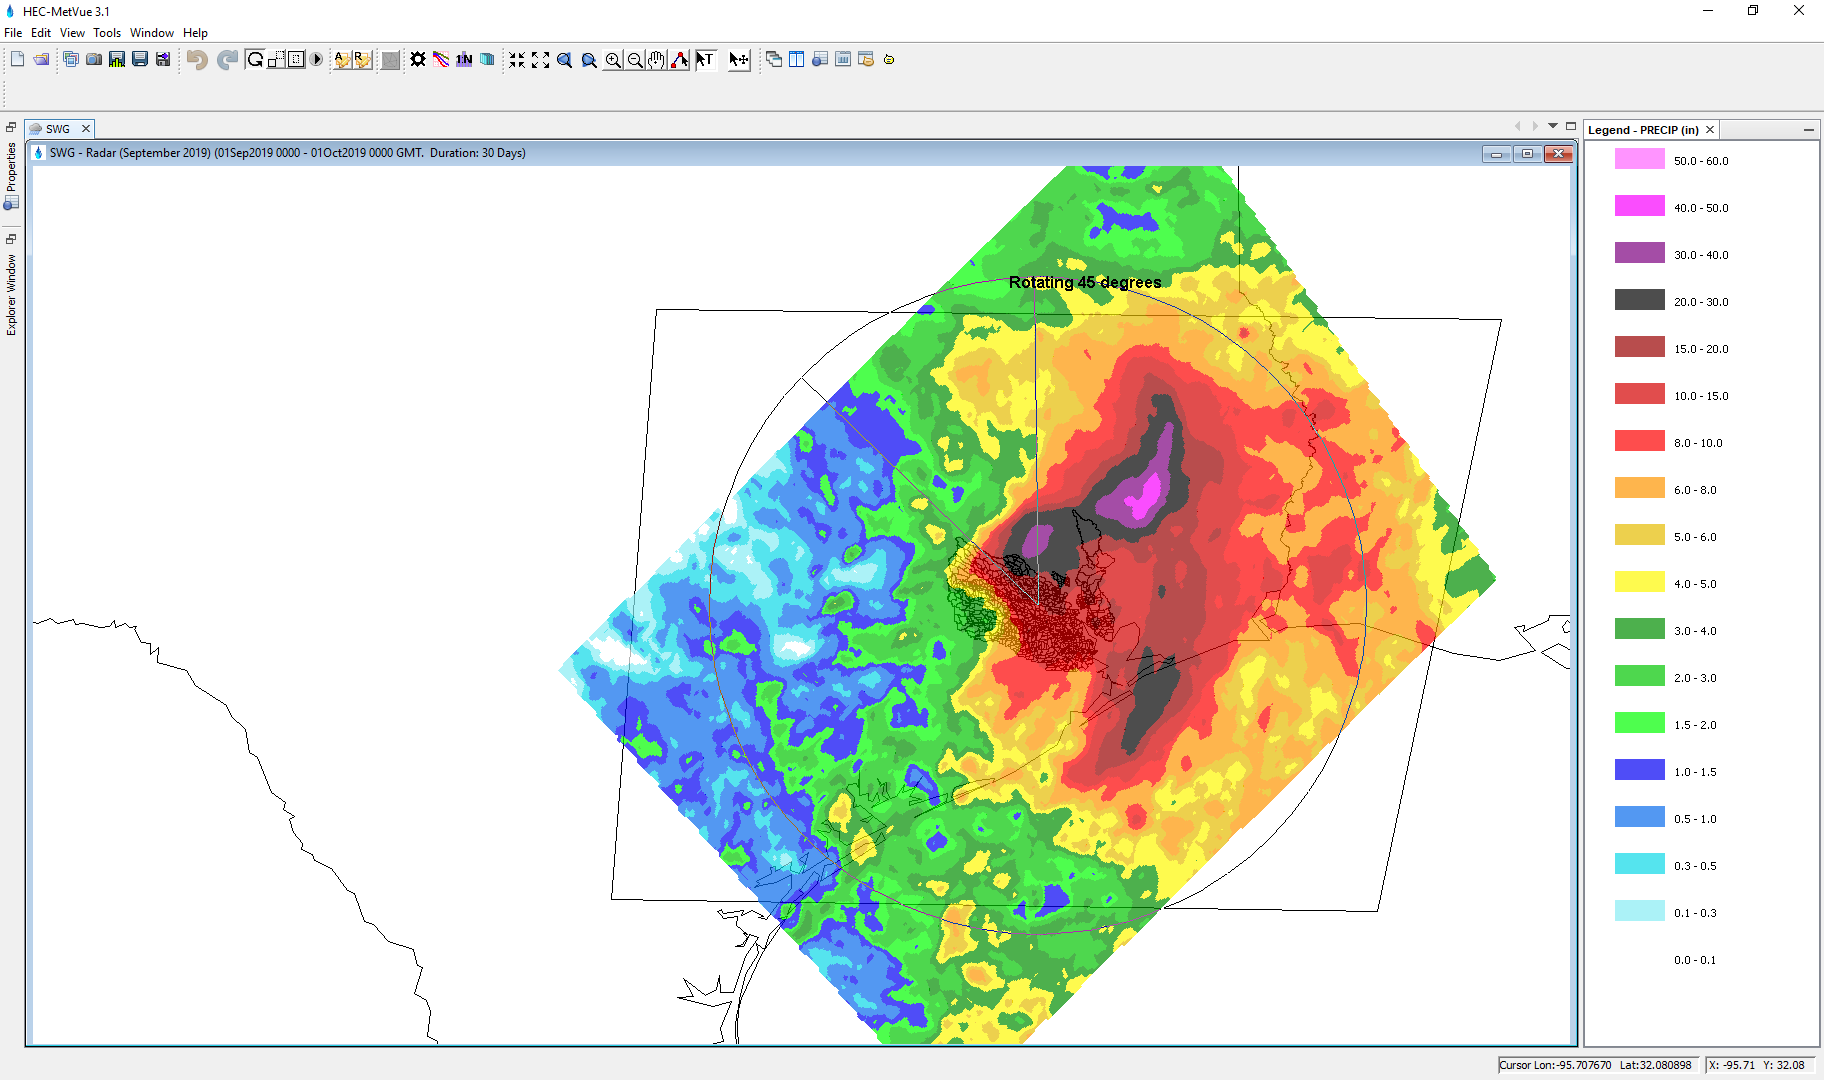 HEC-MetVue 3.1
File Edit View Tools Window Help
SWG
SWG - Radar (September 2019) (01Sep2019 0000 - 01Oct2019 0000 GMT. Duration: 30 Days)
Properties
Explorer Window
Rotating 45 degrees
Legend - PRECIP (in)
50.0 - 60.0
40.0 - 50.0
30.0 - 40.0
20.0 - 30.0
15.0 - 20.0
10.0 - 15.0
8.0 - 10.0
6.0 - 8.0
5.0 - 6.0
4.0 - 5.0
3.0 - 4.0
2.0 - 3.0
1.5 - 2.0
1.0 - 1.5
0.5 - 1.0
0.3 - 0.5
0.1 - 0.3
0.0 - 0.1
Cursor Lon:-95.707670 Lat:32.080898
X: -95.71 Y: 32.08